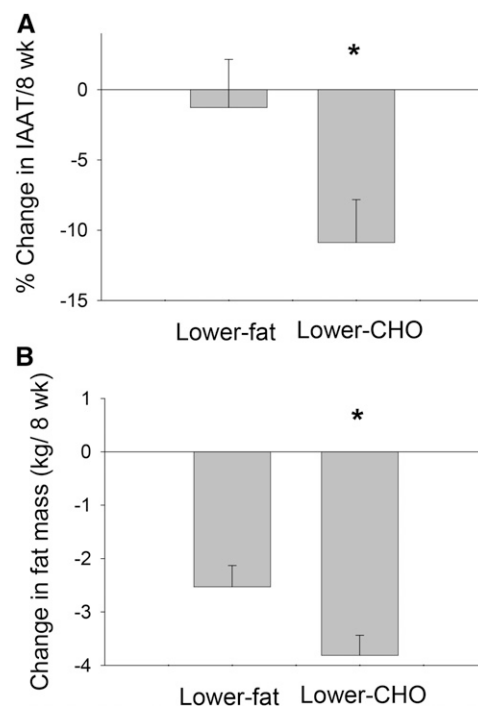 A
% Change in IAAT/8 wk
*
0
-5
-10
-15
Lower-fat Lower-CHO
B
Change in fat mass (kg/ 8 wk)
1
*
0
-1
-2
-3
-4
Lower-fat Lower-CHO